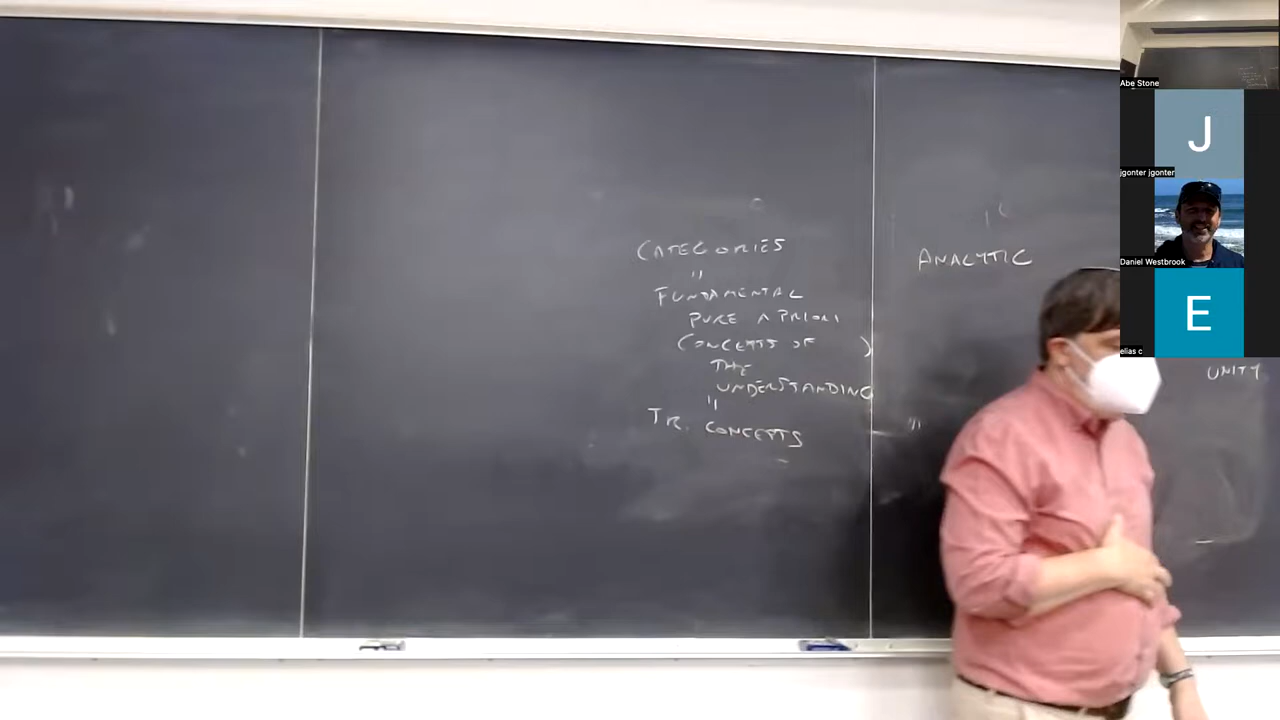 CATEGORIES
"
FUNDAMENTAL
PURE A PRIORI
CONCEPTS OF
THE
UNDERSTANDING
"
TR. CONCEPTS
ANALYTIC
UNITY
Abe Stone
J
jgonter jgonter
Daniel Westbrook
E
elias c